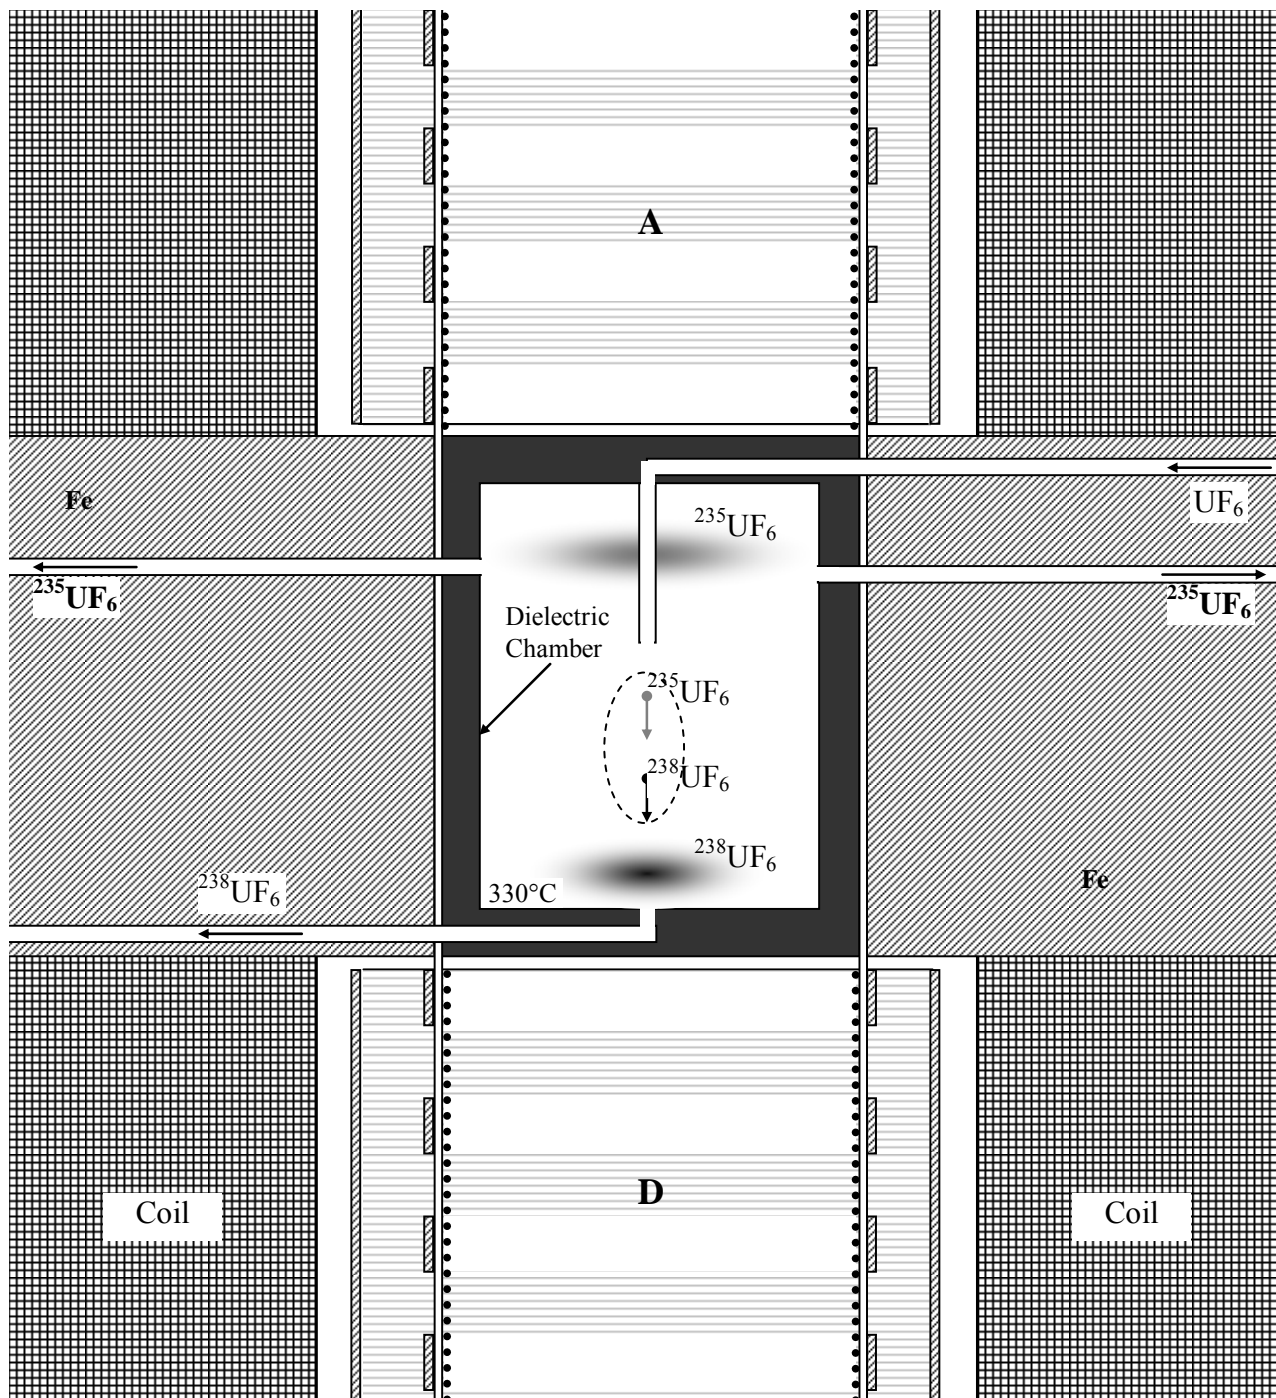 A
Fe
UF₆
²³⁵UF₆
²³⁵UF₆
²³⁵UF₆
Dielectric
Chamber
²³⁵UF₆
²³⁸UF₆
²³⁸UF₆
²³⁸UF₆
330°C
Fe
D
Coil
Coil